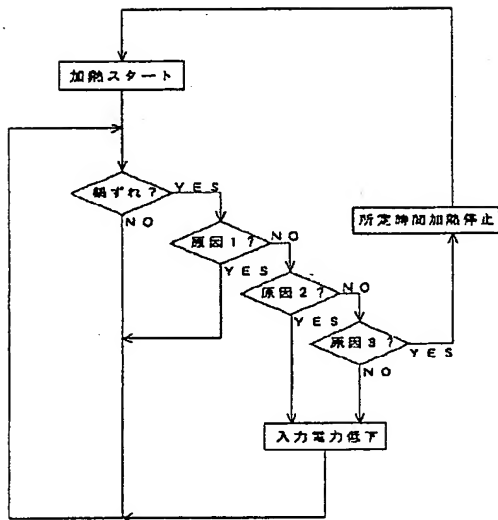 加熱スタート
鍋ずれ?
YES
NO
所定時間加熱停止
原因1?
NO
YES
原因2?
NO
YES
原因3?
YES
NO
入力電力低下